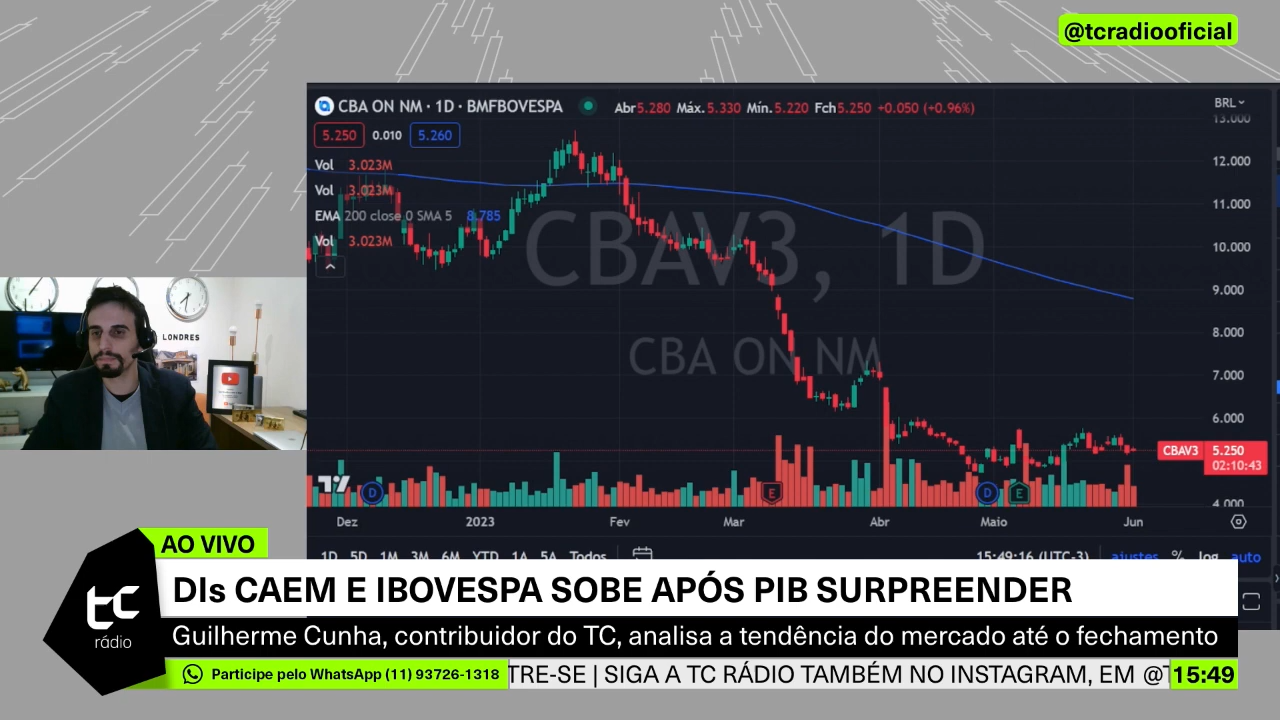 @tcradiooficial
CBA ON NM · 1D · BMFBOVESPA Abr5.280 Máx.5.330 Mín.5.220 Fch5.250 +0.050 (+0.96%)
BRL
13.000
5.250 0.010 5.260
Vol 3.023M
12.000
Vol 3.023M
11.000
EMA 200 close 0 SMA 5 8.785
Vol 3.023M
10.000
CBAV3, 1D
CBA ON NM
9.000
8.000
7.000
6.000
CBAV3 5.250
02:10:43
4.000
LONDRES
D E D E
Dez 2023 Fev Mar Abr Maio Jun
1D 5D 1M 3M 6M YTD 1A 5A Todos 15:49:16 (UTC-3) ajustes % log auto
AO VIVO
DIs CAEM E IBOVESPA SOBE APÓS PIB SURPREENDER
tc
rádio
Guilherme Cunha, contribuidor do TC, analisa a tendência do mercado até o fechamento
Participe pelo WhatsApp (11) 93726-1318 TRE-SE | SIGA A TC RÁDIO TAMBÉM NO INSTAGRAM, EM @ 15:49